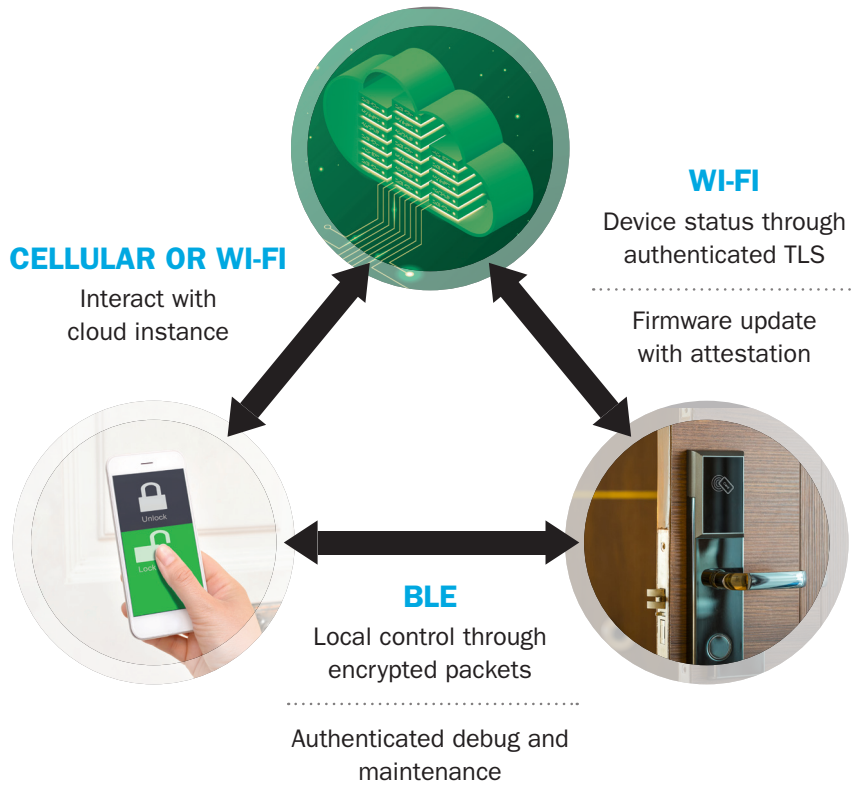 WI-FI
Device status through
authenticated TLS
Firmware update
with attestation
CELLULAR OR WI-FI
Interact with
cloud instance
Unlock
Lock
BLE
Local control through
encrypted packets
Authenticated debug and
maintenance